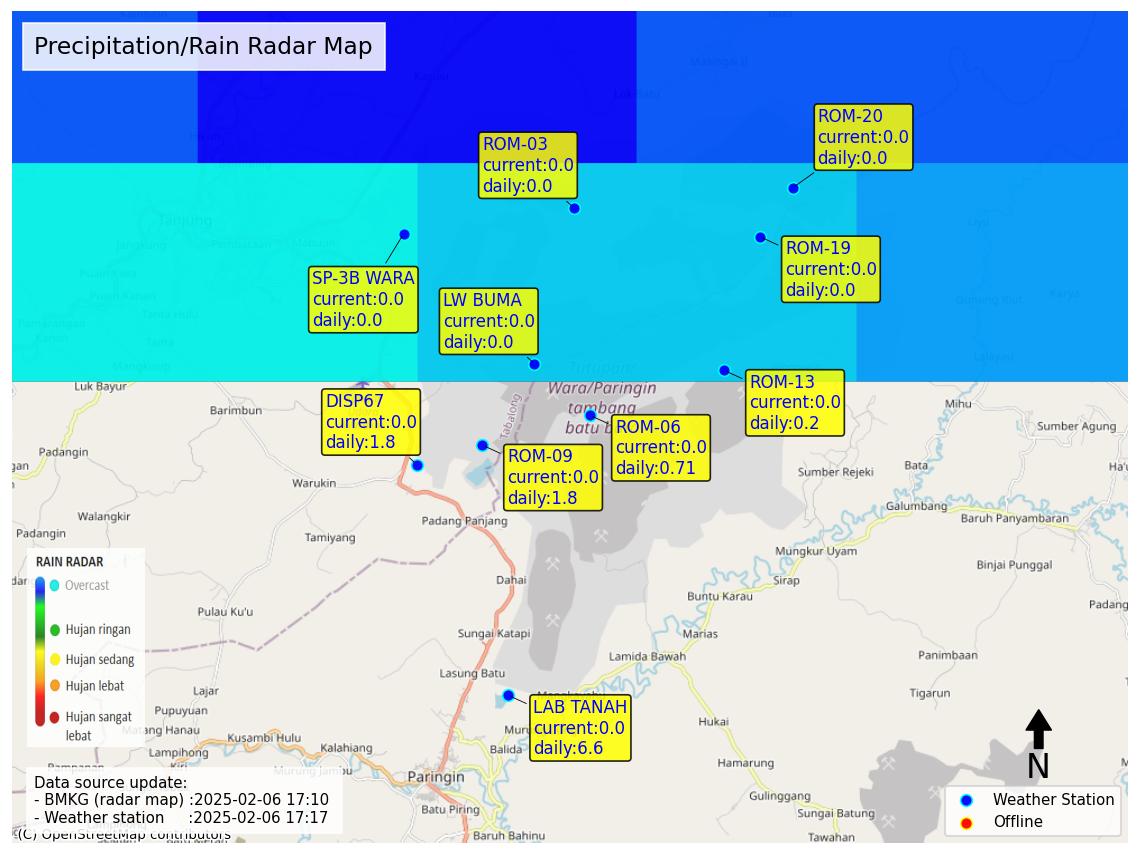 Precipitation/Rain Radar Map
ROM-20
current:0.0
daily:0.0
ROM-03
current:0.0
daily:0.0
ROM-19
current:0.0
daily:0.0
SP-3B WARA
current:0.0
daily:0.0
LW BUMA
current:0.0
daily:0.0
Tanjung
Tutupan/
Wara/Paringin
tambang
batu b
ROM-13
current:0.0
daily:0.2
DISP67
current:0.0
daily:1.8
ROM-06
current:0.0
daily:0.71
ROM-09
current:0.0
daily:1.8
Luk Bayur
Barimbun
Tabalong
Mihu
Sumber Agung
Padang
Bata
Sumber Rejeki
Warukin
Galumbang
Walangkir
Padang Panjang
Baruh Panyambaran
Padangin
Tamiyang
Mungkur Uyam
Binjai Punggal
Dahai
Sirap
Buntu Karau
Padang
Pulau Ku'u
Sungai Katapi
Marias
Lamida Bawah
Panimbaan
Lasung Batu
Lajar
Tigarun
RAIN RADAR
Overcast
Hujan ringan
Hujan sedang
Hujan lebat
Hujan sangat
lebat
LAB TANAH
current:0.0
daily:6.6
Pupuyuan
Matang Hanau
Kusambi Hulu
Hukai
Lampihong
Kalahiang
Balida
Hamarung
Murung Jambu
Paringin
Gulinggang
Batu Piring
Sungai Batung
Baruh Bahinu
Tawahan
N
Data source update:
- BMKG (radar map) :2025-02-06 17:10
- Weather station :2025-02-06 17:17
(C) OpenStreetMap contributors
Weather Station
Offline